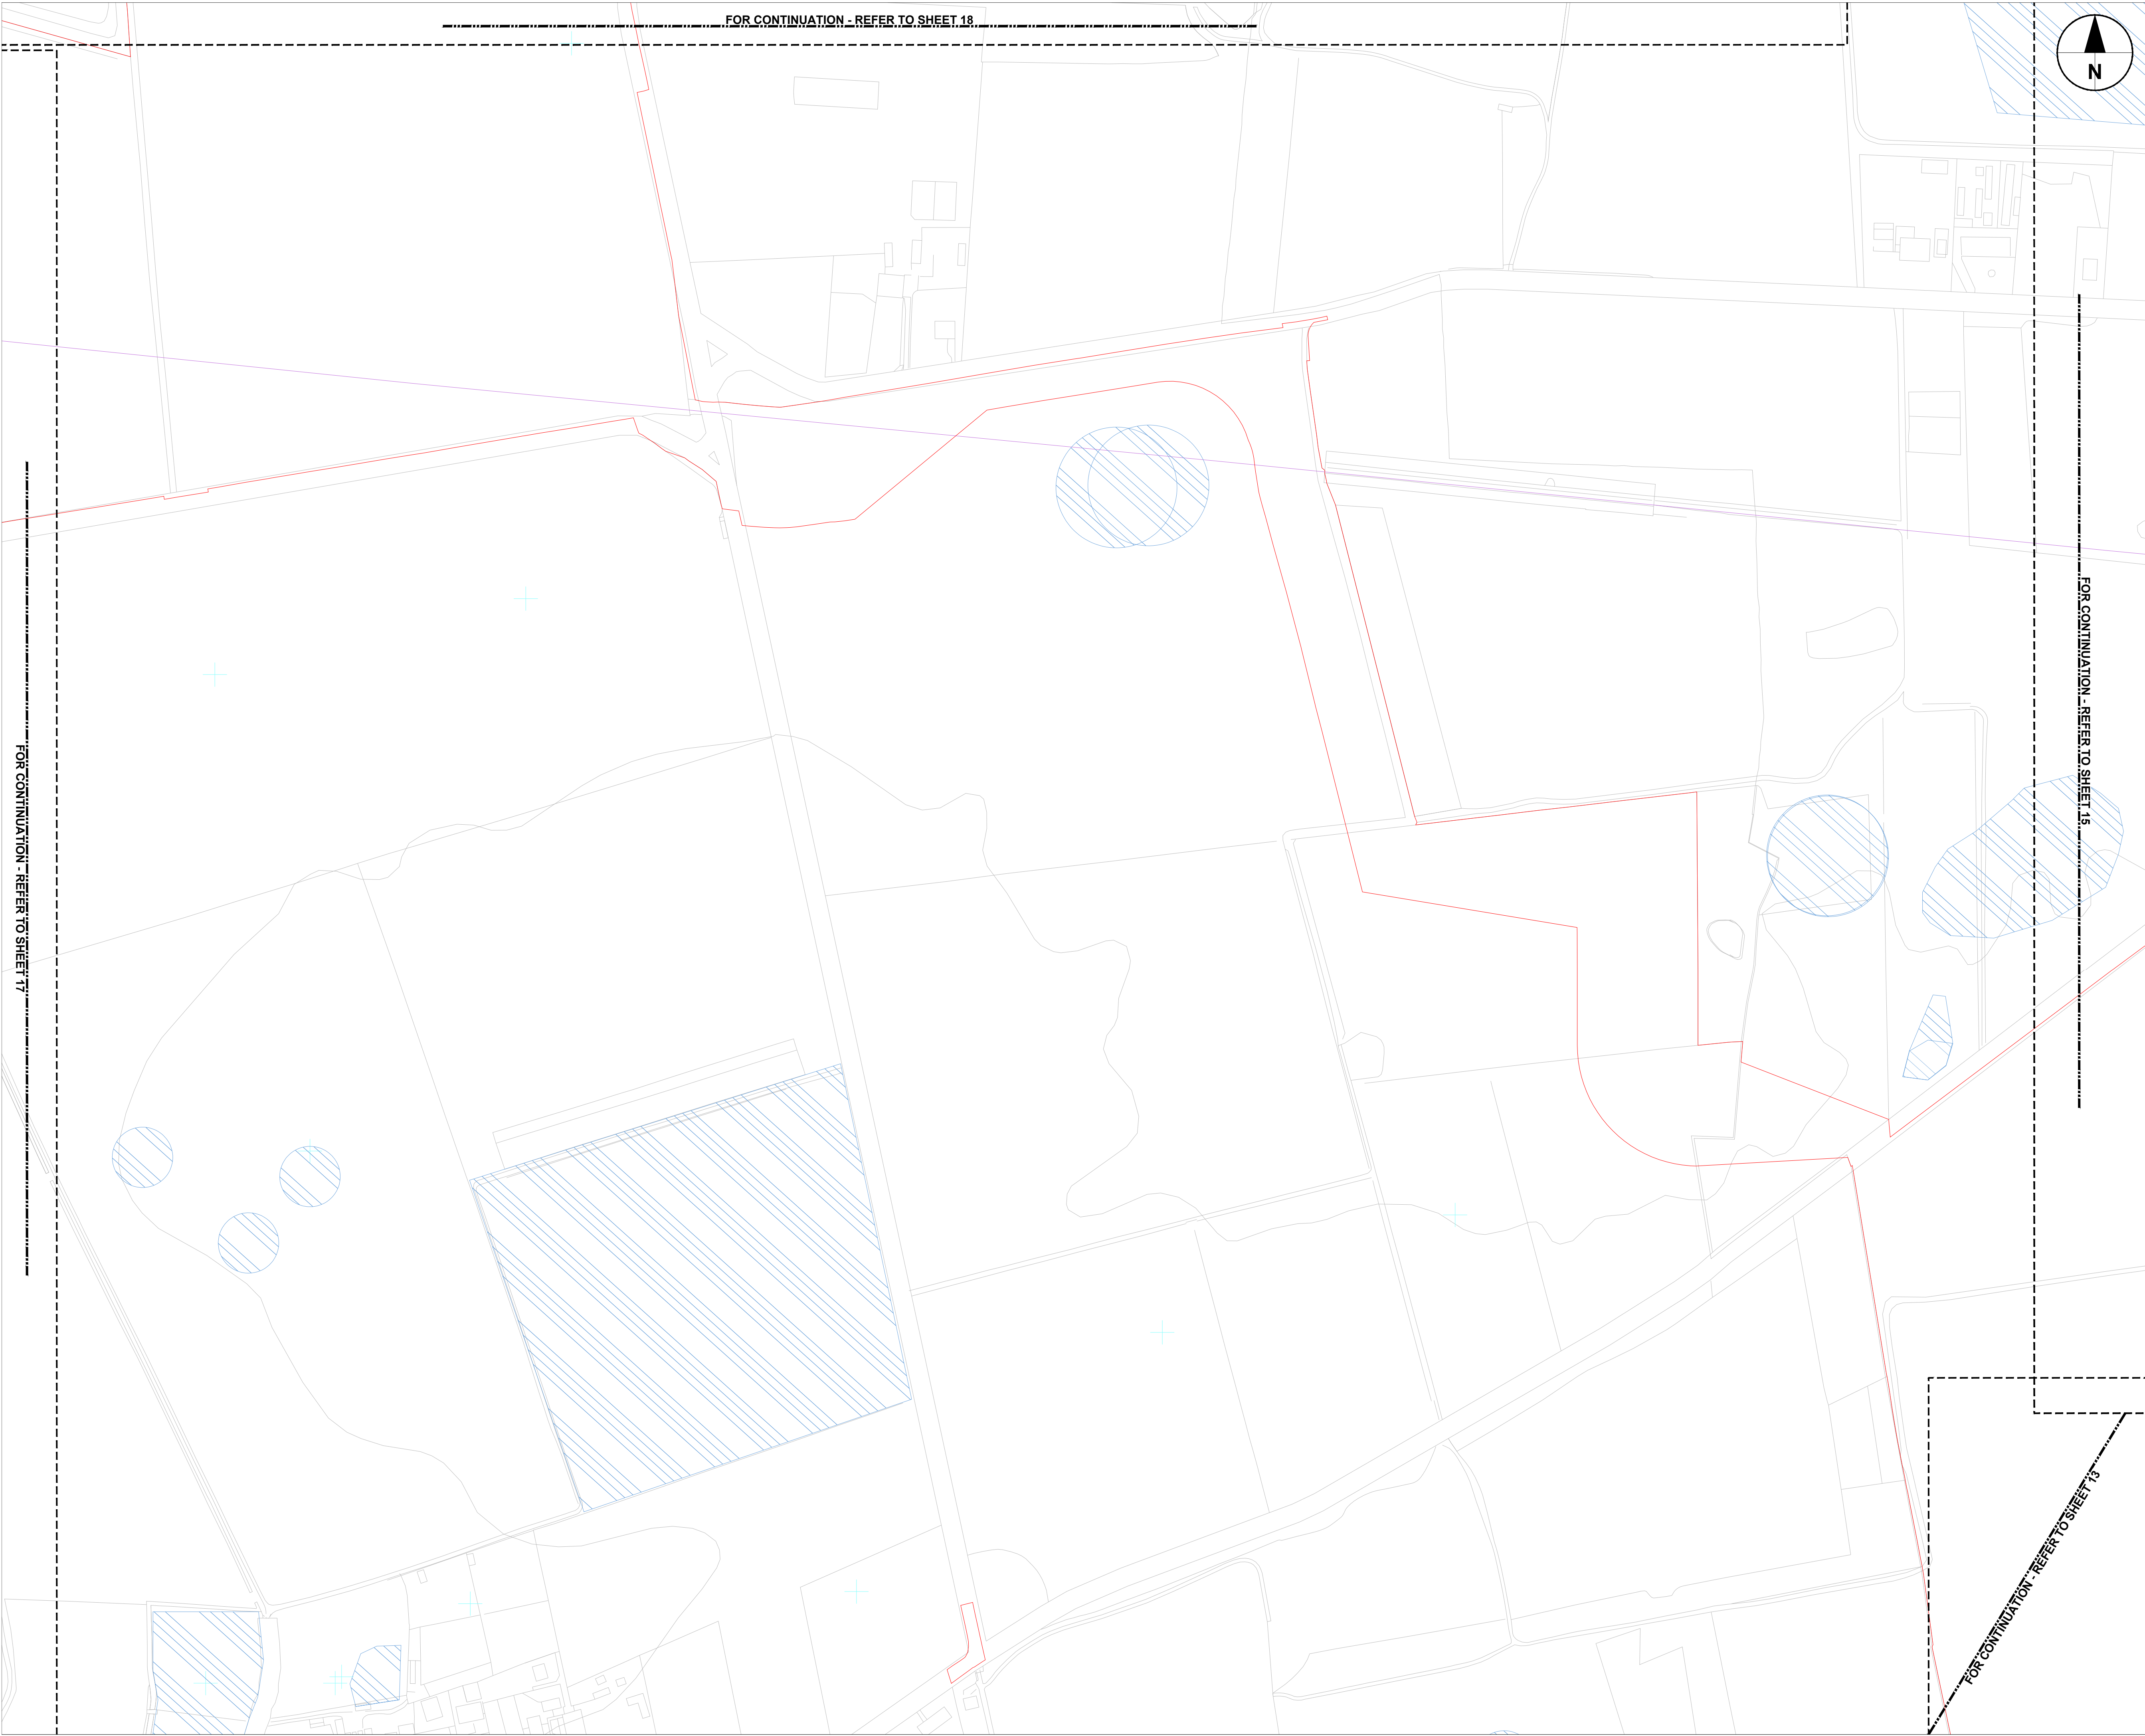 FOR CONTINUATION - REFER TO SHEET 18
N
FOR CONTINUATION - REFER TO SHEET 15
FOR CONTINUATION - REFER TO SHEET 17
FOR CONTINUATION - REFER TO SHEET 13